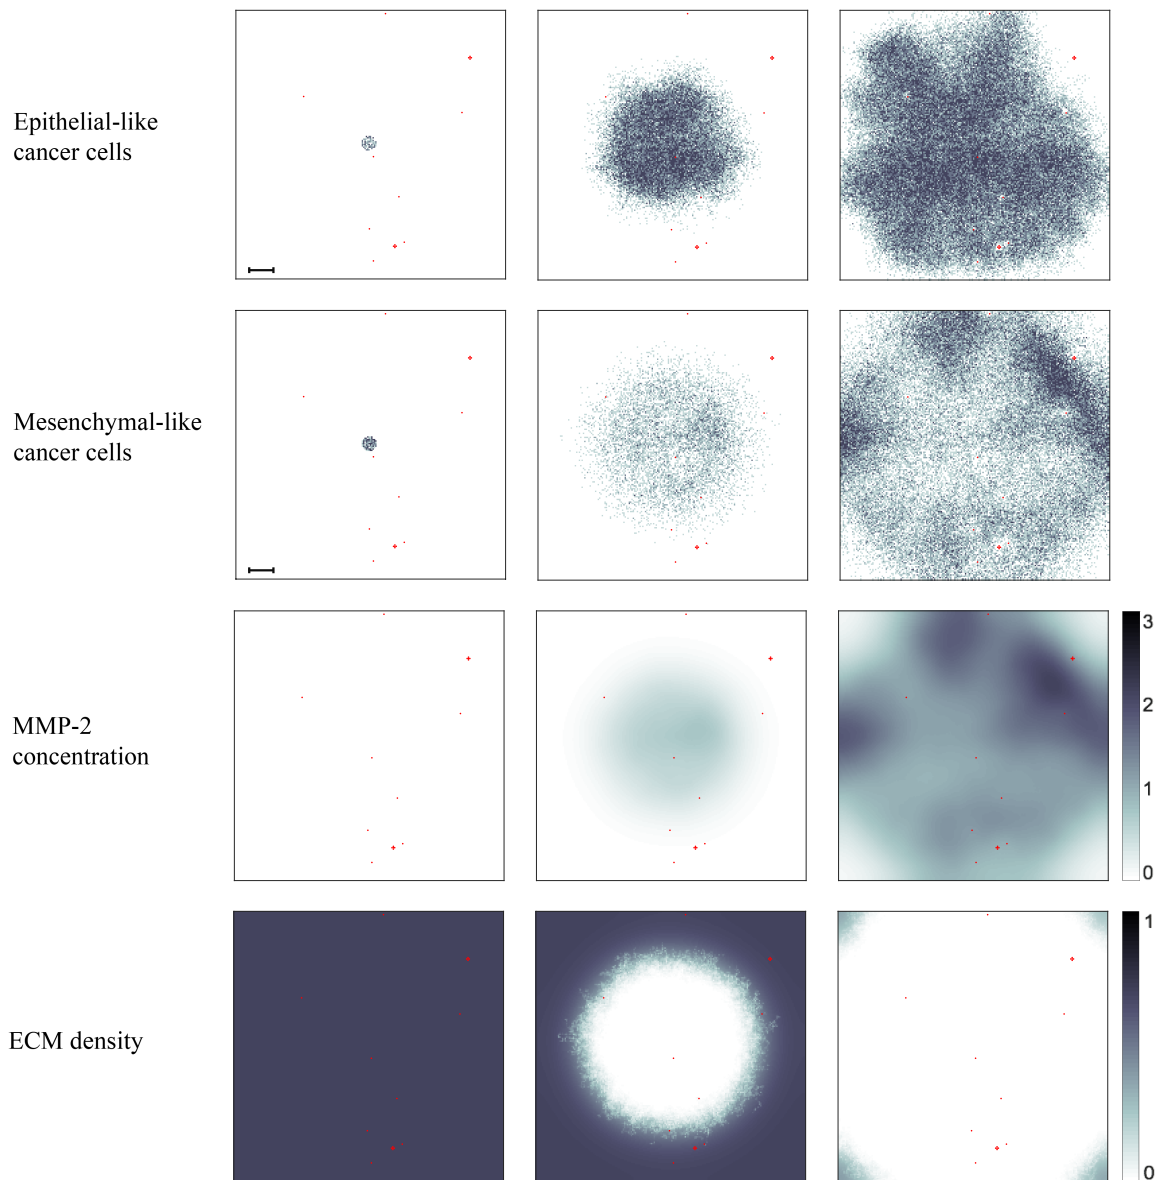 Epithelial-like
cancer cells
Mesenchymal-like
cancer cells
MMP-2
concentration
3
2
1
0
ECM density
1
0